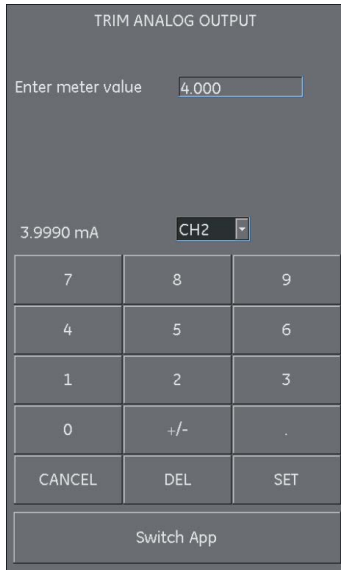 TRIM ANALOG OUTPUT
Enter meter value 4.000
3.9990 mA CH2
7 8 9
4 5 6
1 2 3
0 +/- .
CANCEL DEL SET
Switch App